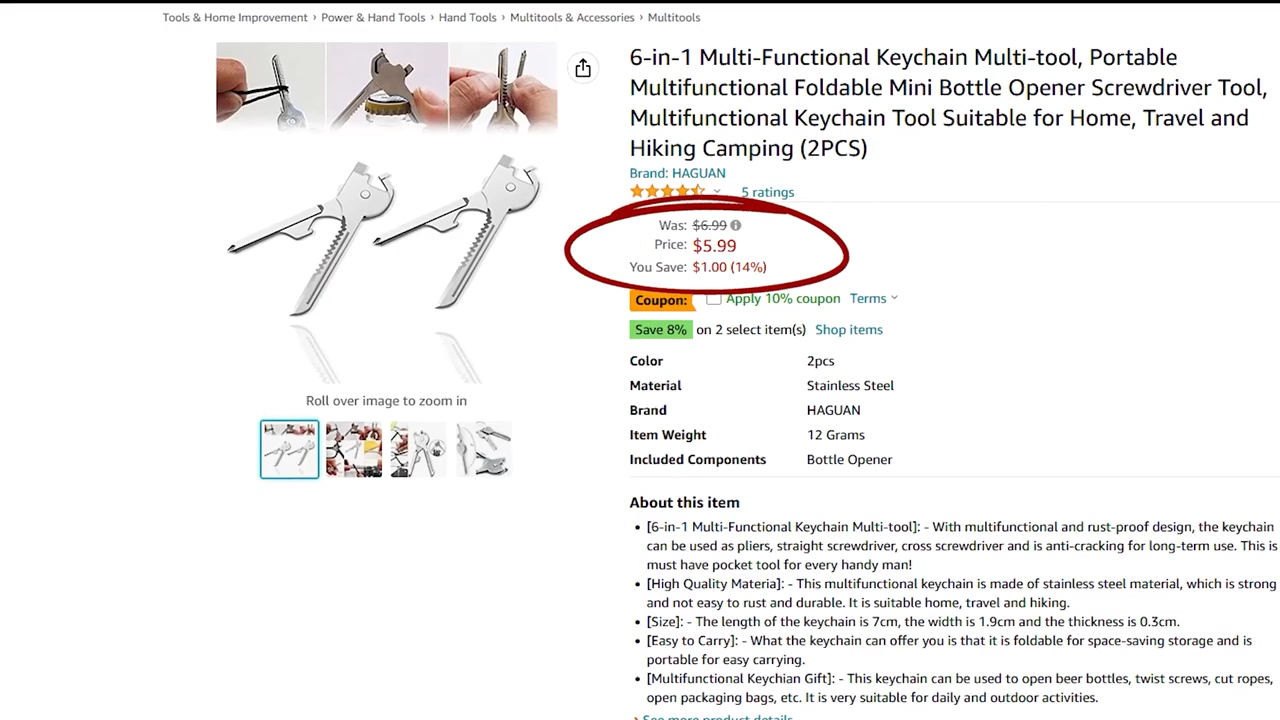 Tools & Home Improvement › Power & Hand Tools › Hand Tools › Multitools & Accessories › Multitools
6-in-1 Multi-Functional Keychain Multi-tool, Portable
Multifunctional Foldable Mini Bottle Opener Screwdriver Tool,
Multifunctional Keychain Tool Suitable for Home, Travel and
Hiking Camping (2PCS)
Brand: HAGUAN
5 ratings
Was: $6.99
Price: $5.99
You Save: $1.00 (14%)
Coupon: Apply 10% coupon Terms
Save 8% on 2 select item(s) Shop items
Color 2pcs
Material Stainless Steel
Brand HAGUAN
Item Weight 12 Grams
Included Components Bottle Opener
Roll over image to zoom in
About this item
• [6-in-1 Multi-Functional Keychain Multi-tool]: - With multifunctional and rust-proof design, the keychain
can be used as pliers, straight screwdriver, cross screwdriver and is anti-cracking for long-term use. This is
must have pocket tool for every handy man!
• [High Quality Materia]: - This multifunctional keychain is made of stainless steel material, which is strong
and not easy to rust and durable. It is suitable home, travel and hiking.
• [Size]: - The length of the keychain is 7cm, the width is 1.9cm and the thickness is 0.3cm.
• [Easy to Carry]: - What the keychain can offer you is that it is foldable for space-saving storage and is
portable for easy carrying.
• [Multifunctional Keychian Gift]: - This keychain can be used to open beer bottles, twist screws, cut ropes,
open packaging bags, etc. It is very suitable for daily and outdoor activities.
› See more product details